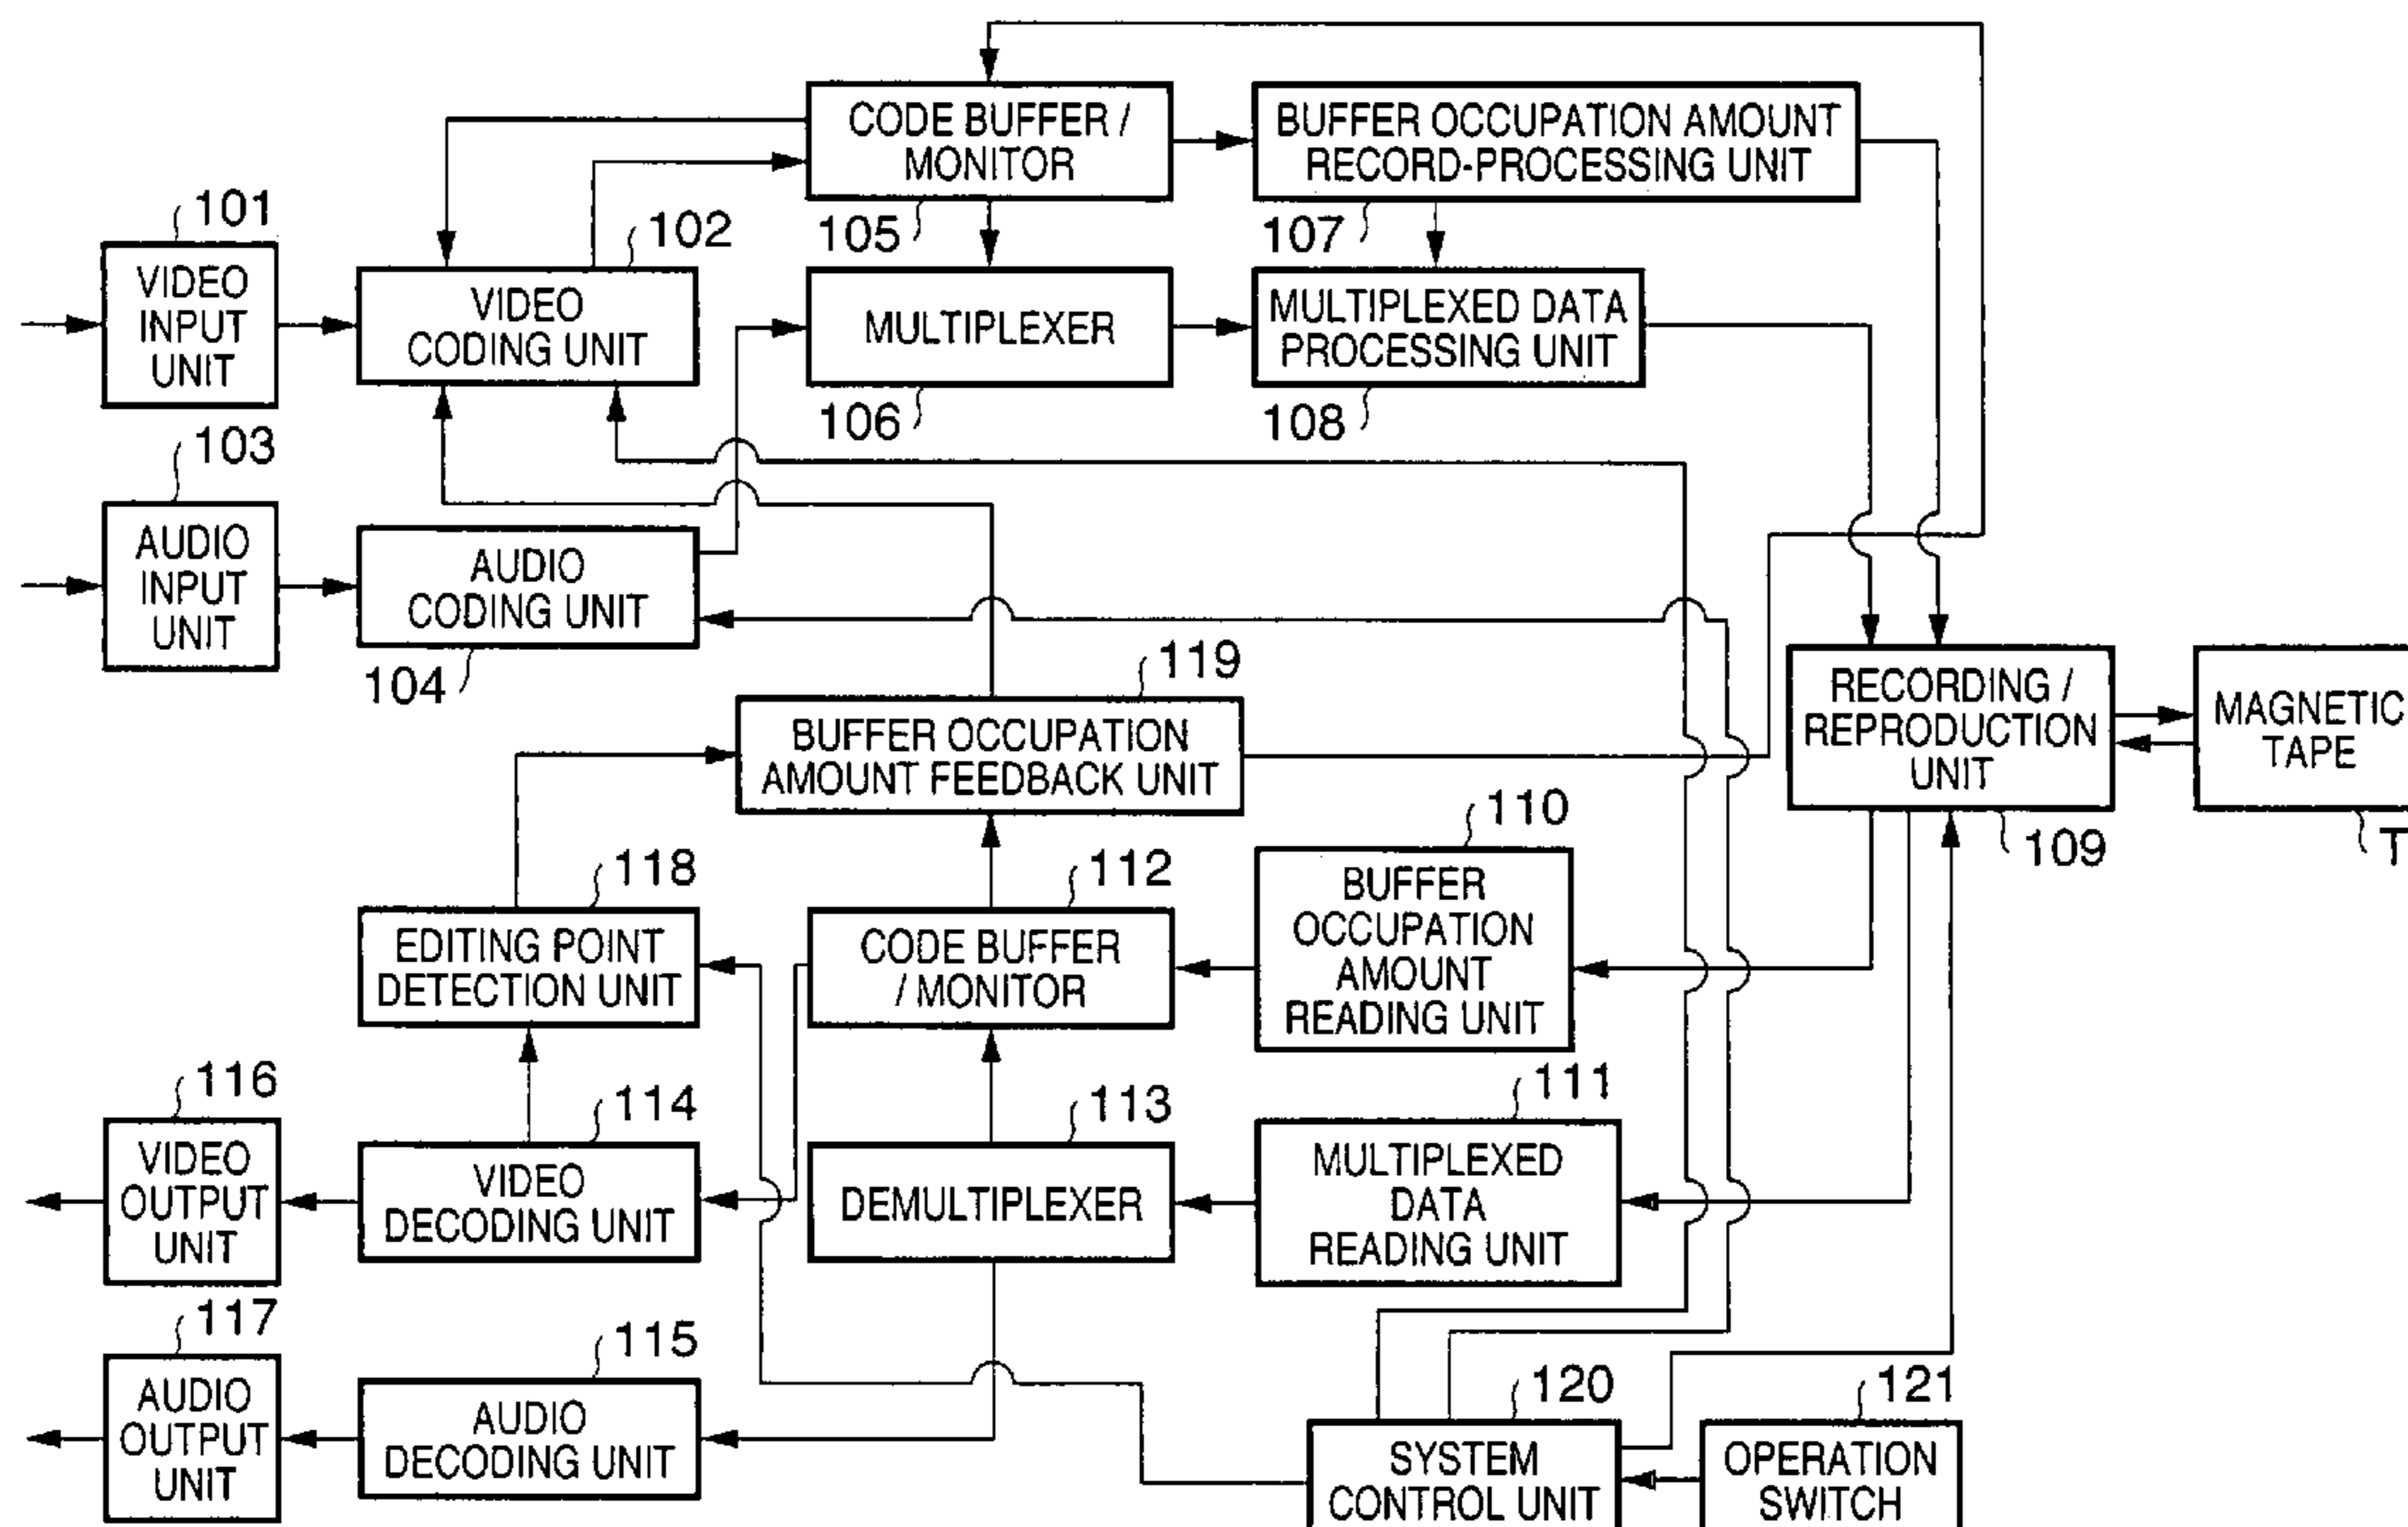 CODE BUFFER /
MONITOR
105
BUFFER OCCUPATION AMOUNT
RECORD-PROCESSING UNIT
107
101
VIDEO
INPUT
UNIT
102
VIDEO
CODING UNIT
MULTIPLEXER
106
MULTIPLEXED DATA
PROCESSING UNIT
108
103
AUDIO
INPUT
UNIT
AUDIO
CODING UNIT
104
119
BUFFER OCCUPATION
AMOUNT FEEDBACK UNIT
RECORDING /
REPRODUCTION
UNIT
109
MAGNETIC
TAPE
T
118
EDITING POINT
DETECTION UNIT
112
CODE BUFFER
/ MONITOR
110
BUFFER
OCCUPATION
AMOUNT
READING UNIT
116
VIDEO
OUTPUT
UNIT
114
VIDEO
DECODING UNIT
113
DEMULTIPLEXER
111
MULTIPLEXED
DATA
READING UNIT
117
AUDIO
OUTPUT
UNIT
115
AUDIO
DECODING UNIT
120
SYSTEM
CONTROL UNIT
121
OPERATION
SWITCH